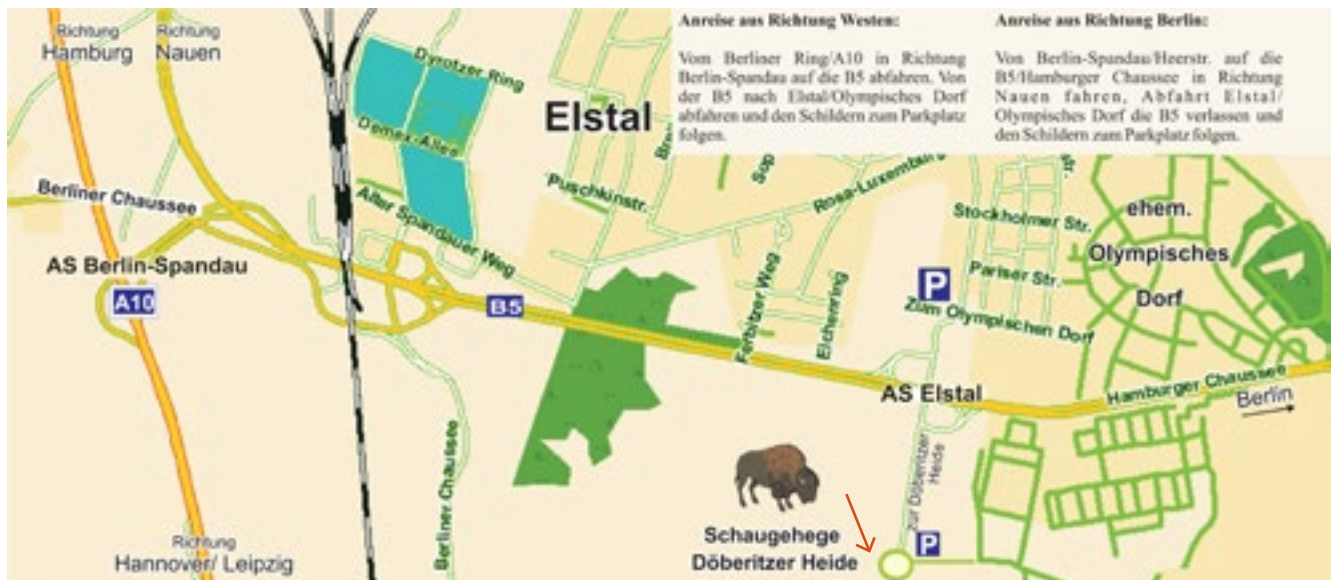 Anreise aus Richtung Westen:
Vom Berliner Ring/A10 in Richtung
Berlin-Spandau auf die B5 abfahren. Von
der B5 nach Elstal/Olympisches Dorf
abfahren und den Schildern zum Parkplatz
folgen.
Anreise aus Richtung Berlin:
Von Berlin-Spandau/Heerstr. auf die
B5/Hamburger Chaussee in Richtung
Nauen fahren, Abfahrt Elstal/
Olympisches Dorf die B5 verlassen und
den Schildern zum Parkplatz folgen.
Richtung
Hamburg
Richtung
Nauen
Dyrotzer Ring
Elstal
Demex-Allee
Puschkinstr.
Rosa-Luxemburg
Berliner Chaussee
Alter Spandauer Weg
Stockholmer Str.
ehem.
Olympisches
Dorf
AS Berlin-Spandau
A10
B5
Pariser Str.
P
Zum Olympischen Dorf
Ferbitzer Weg
Eichenring
AS Elstal
Hamburger Chaussee
Berlin
Berliner Chaussee
zur Döberitzer
Heide
Schaugehege
Döberitzer Heide
P
Richtung
Hannover/ Leipzig